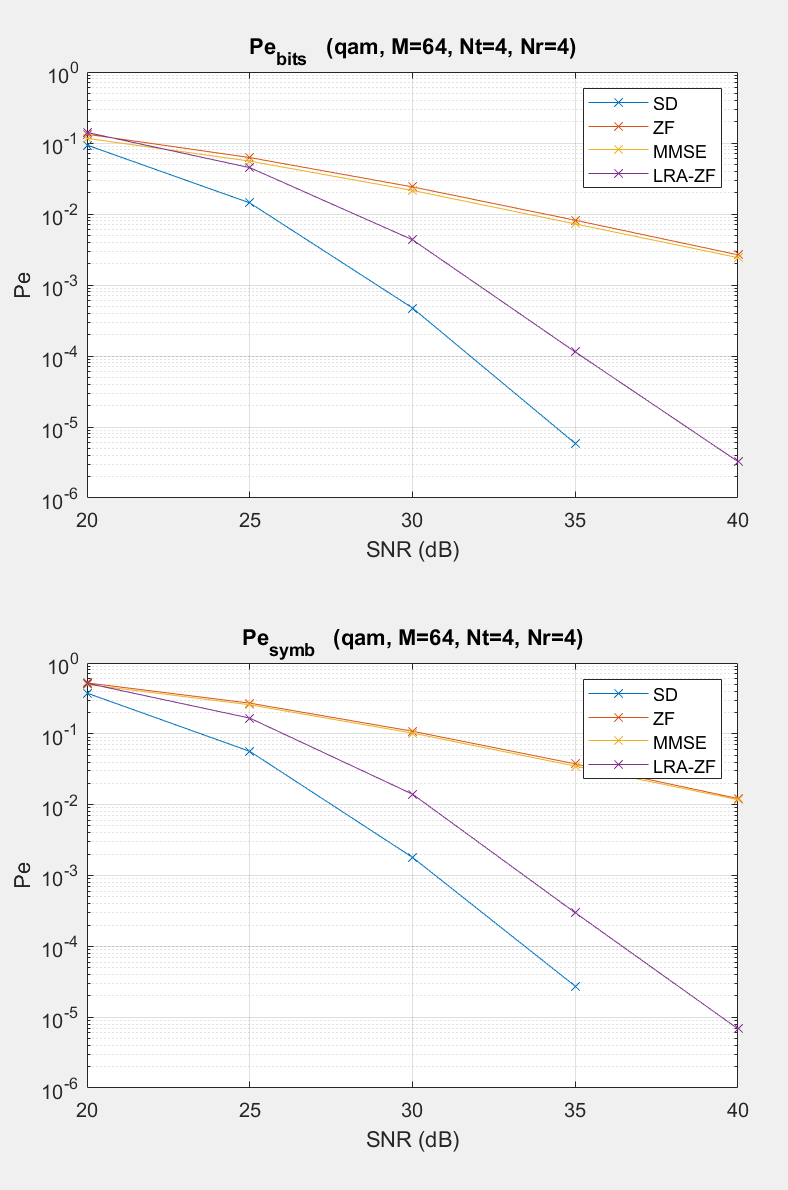 Pe_bits (qam, M=64, Nt=4, Nr=4)
10^0
10^-1
10^-2
10^-3
10^-4
10^-5
10^-6
Pe
SD
ZF
MMSE
LRA-ZF
20 25 30 35 40
SNR (dB)
Pe_symb (qam, M=64, Nt=4, Nr=4)
10^0
10^-1
10^-2
10^-3
10^-4
10^-5
10^-6
Pe
SD
ZF
MMSE
LRA-ZF
20 25 30 35 40
SNR (dB)